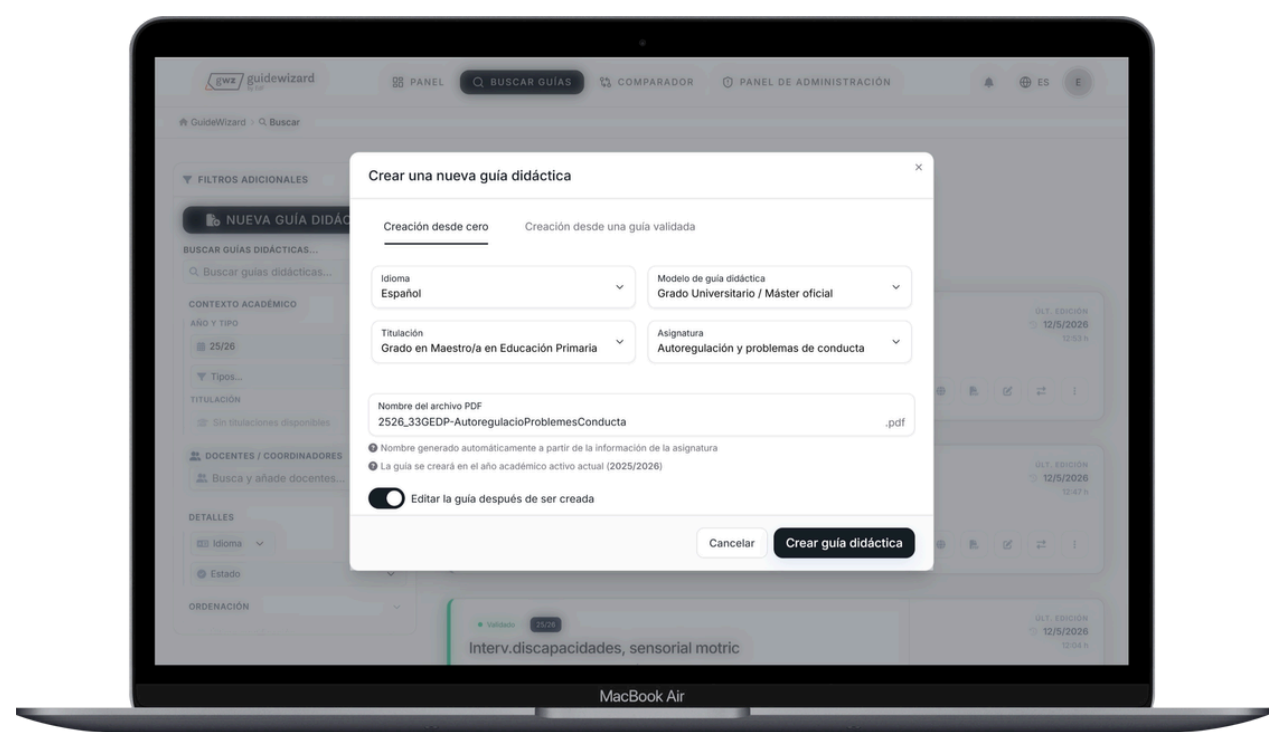 gwz guidewizard
PANEL
BUSCAR GUÍAS
COMPARADOR
PANEL DE ADMINISTRACIÓN
ES
E
GuideWizard
Buscar
FILTROS ADICIONALES
NUEVA GUÍA DIDÁC
BUSCAR GUÍAS DIDÁCTICAS...
Buscar guías didácticas...
CONTEXTO ACADÉMICO
AÑO Y TIPO
25/26
Tipos...
TITULACIÓN
Sin titulaciones disponibles
DOCENTES / COORDINADORES
Busca y añade docentes...
DETALLES
Idioma
Estado
ORDENACIÓN
Crear una nueva guía didáctica
×
Creación desde cero
Creación desde una guía validada
Idioma
Español
Modelo de guía didáctica
Grado Universitario / Máster oficial
Titulación
Grado en Maestro/a en Educación Primaria
Asignatura
Autoregulación y problemas de conducta
Nombre del archivo PDF
2526_33GEDP-AutoregulacioProblemesConducta
.pdf
Nombre generado automáticamente a partir de la información de la asignatura
La guía se creará en el año académico activo actual (2025/2026)
Editar la guía después de ser creada
Cancelar
Crear guía didáctica
ÚLT. EDICIÓN
12/5/2026
12:53 h
ÚLT. EDICIÓN
12/5/2026
12:47 h
Validado
25/26
Interv.discapacidades, sensorial motric
ÚLT. EDICIÓN
12/5/2026
12:04 h
MacBook Air